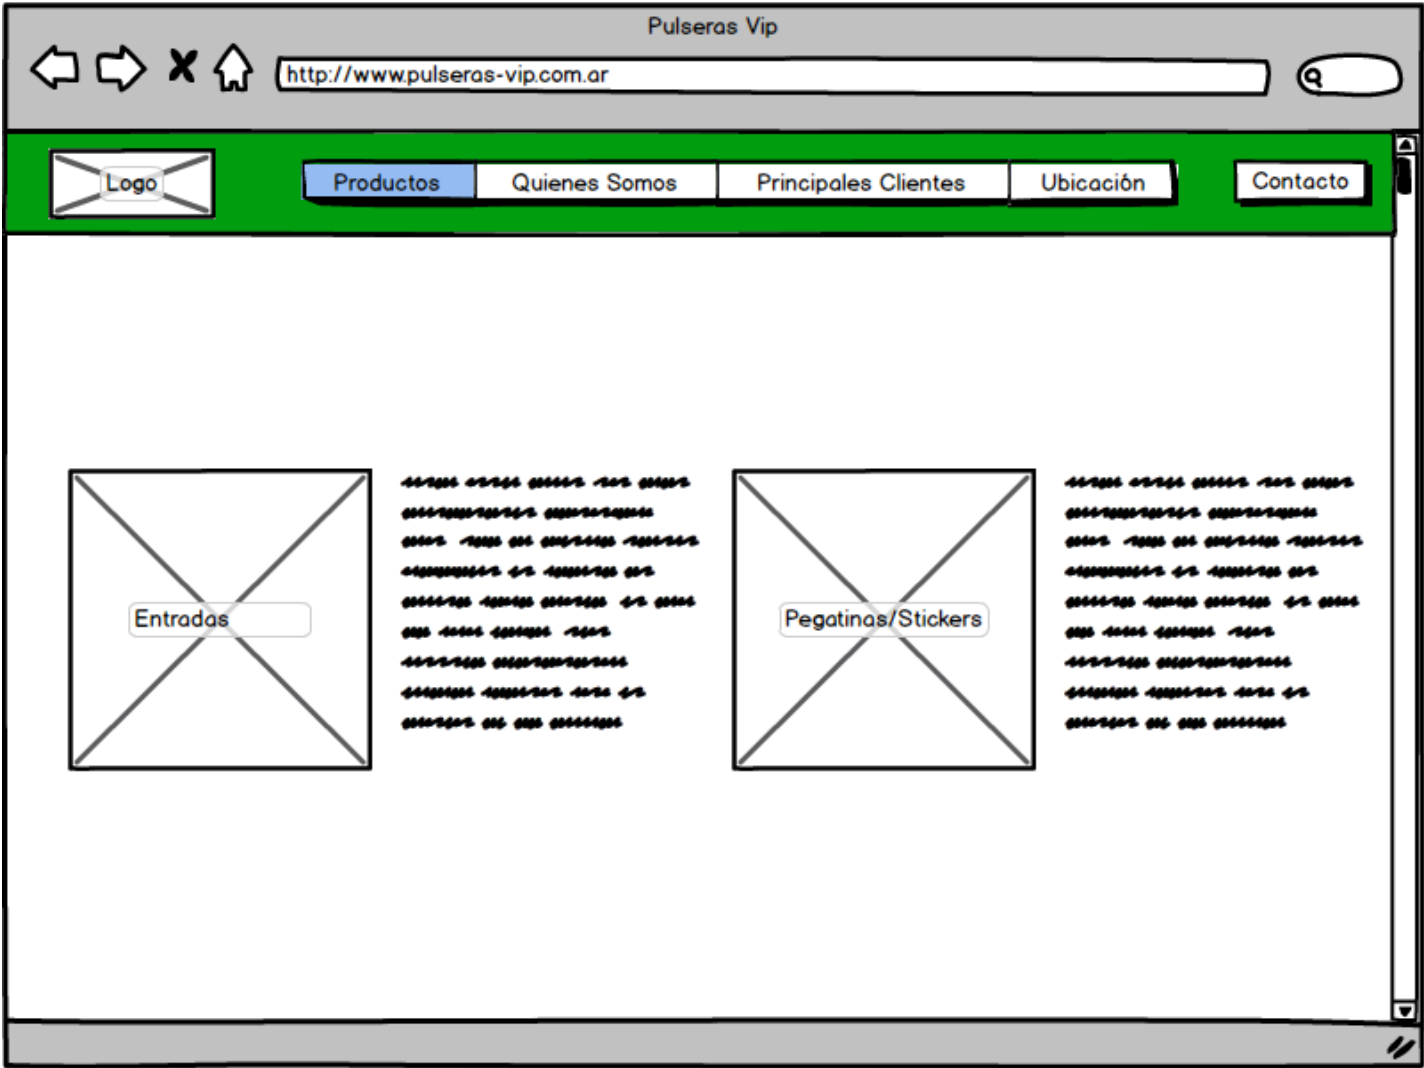 Pulseras Vip
http://www.pulseras-vip.com.ar
Logo
Productos
Quienes Somos
Principales Clientes
Ubicación
Contacto
Entradas
Pegatinas/Stickers